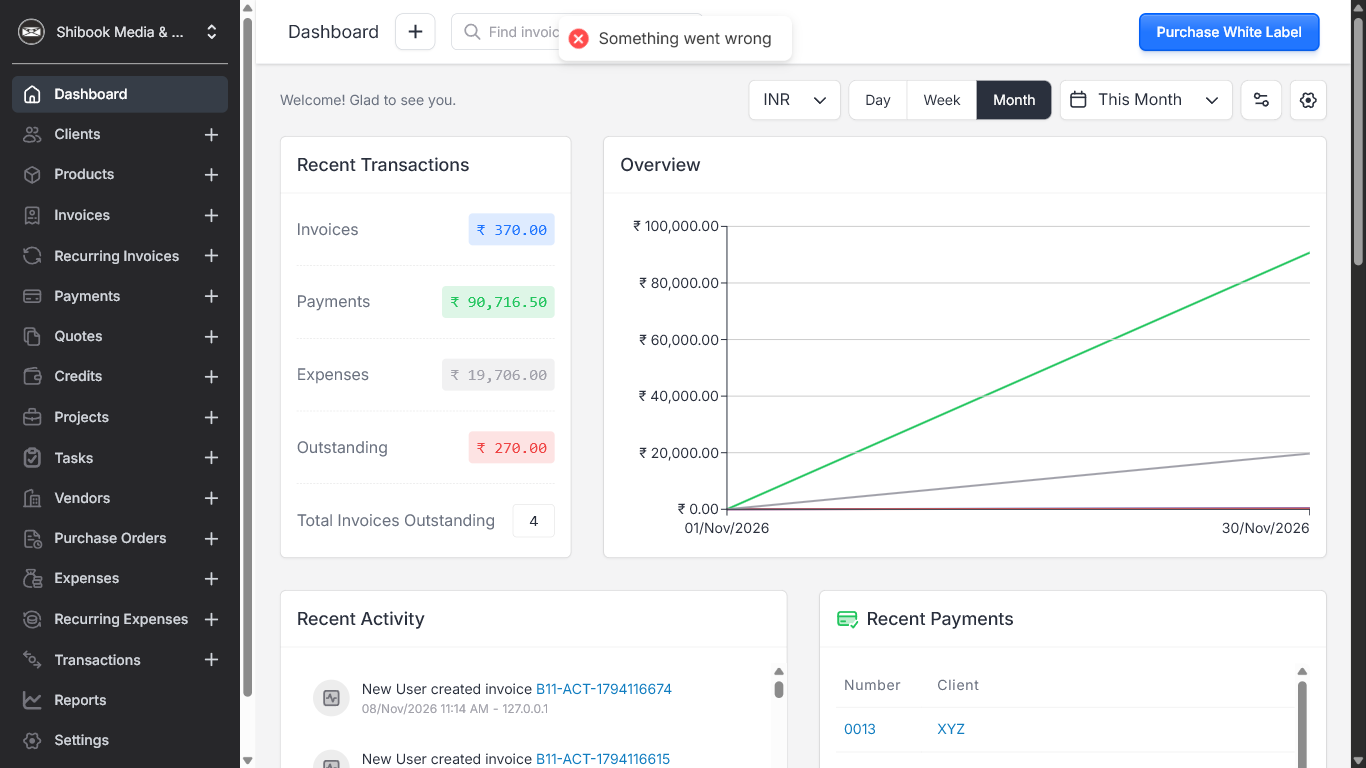 Shibook Media & ...
Dashboard
Clients
Products
Invoices
Recurring Invoices
Payments
Quotes
Credits
Projects
Tasks
Vendors
Purchase Orders
Expenses
Recurring Expenses
Transactions
Reports
Settings
Dashboard
Find invoic
Something went wrong
Purchase White Label
Welcome! Glad to see you.
INR
Day Week Month
This Month
Recent Transactions
Invoices ₹ 370.00
Payments ₹ 90,716.50
Expenses ₹ 19,706.00
Outstanding ₹ 270.00
Total Invoices Outstanding 4
Overview
₹ 100,000.00
₹ 80,000.00
₹ 60,000.00
₹ 40,000.00
₹ 20,000.00
₹ 0.00
01/Nov/2026 30/Nov/2026
Recent Activity
New User created invoice B11-ACT-1794116674
08/Nov/2026 11:14 AM - 127.0.0.1
New User created invoice B11-ACT-1794116615
Recent Payments
Number Client
0013 XYZ